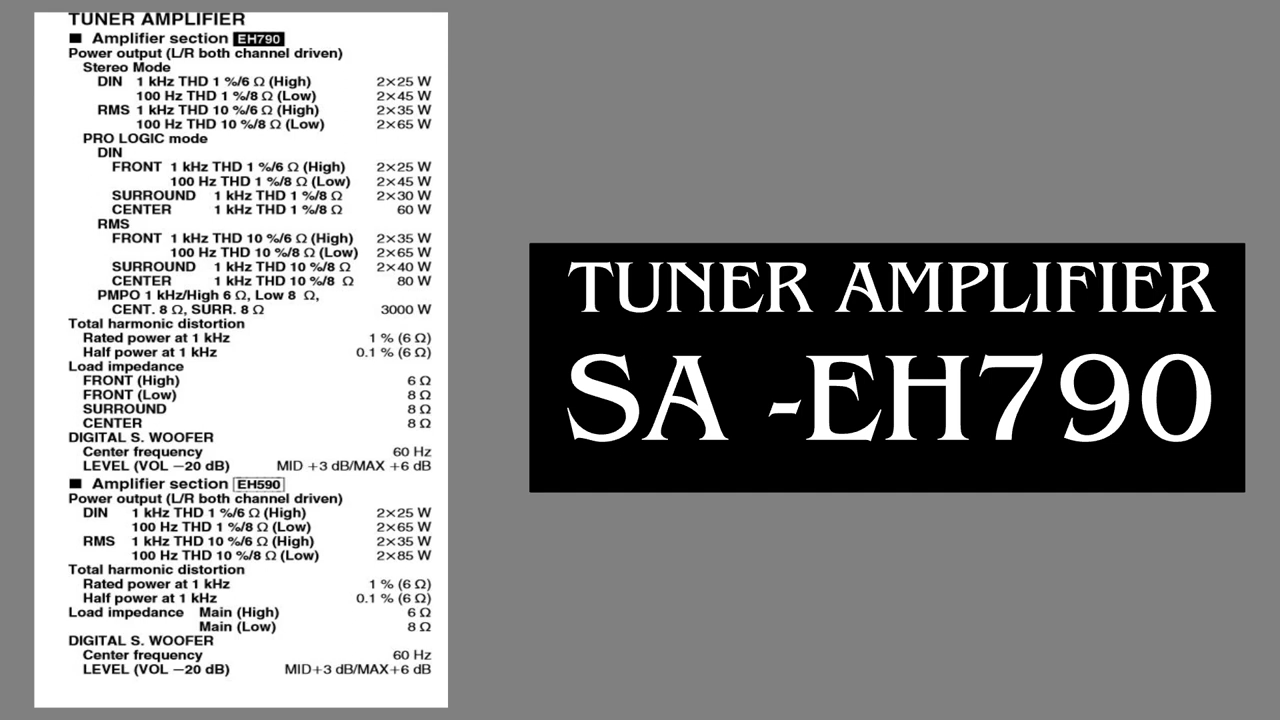 TUNER AMPLIFIER
■ Amplifier section EH790
Power output (L/R both channel driven)
Stereo Mode
DIN 1 kHz THD 1 %/6 Ω (High) 2×25 W
100 Hz THD 1 %/8 Ω (Low) 2×45 W
RMS 1 kHz THD 10 %/6 Ω (High) 2×35 W
100 Hz THD 10 %/8 Ω (Low) 2×65 W
PRO LOGIC mode
DIN
FRONT 1 kHz THD 1 %/6 Ω (High) 2×25 W
100 Hz THD 1 %/8 Ω (Low) 2×45 W
SURROUND 1 kHz THD 1 %/8 Ω 2×30 W
CENTER 1 kHz THD 1 %/8 Ω 60 W
RMS
FRONT 1 kHz THD 10 %/6 Ω (High) 2×35 W
100 Hz THD 10 %/8 Ω (Low) 2×65 W
SURROUND 1 kHz THD 10 %/8 Ω 2×40 W
CENTER 1 kHz THD 10 %/8 Ω 80 W
PMPO 1 kHz/High 6 Ω, Low 8 Ω,
CENT. 8 Ω, SURR. 8 Ω 3000 W
Total harmonic distortion
Rated power at 1 kHz 1 % (6 Ω)
Half power at 1 kHz 0.1 % (6 Ω)
Load impedance
FRONT (High) 6 Ω
FRONT (Low) 8 Ω
SURROUND 8 Ω
CENTER 8 Ω
DIGITAL S. WOOFER
Center frequency 60 Hz
LEVEL (VOL −20 dB) MID +3 dB/MAX +6 dB
■ Amplifier section EH590
Power output (L/R both channel driven)
DIN 1 kHz THD 1 %/6 Ω (High) 2×25 W
100 Hz THD 1 %/8 Ω (Low) 2×65 W
RMS 1 kHz THD 10 %/6 Ω (High) 2×35 W
100 Hz THD 10 %/8 Ω (Low) 2×85 W
Total harmonic distortion
Rated power at 1 kHz 1 % (6 Ω)
Half power at 1 kHz 0.1 % (6 Ω)
Load impedance Main (High) 6 Ω
Main (Low) 8 Ω
DIGITAL S. WOOFER
Center frequency 60 Hz
LEVEL (VOL −20 dB) MID+3 dB/MAX+6 dB
TUNER AMPLIFIER
SA -EH790